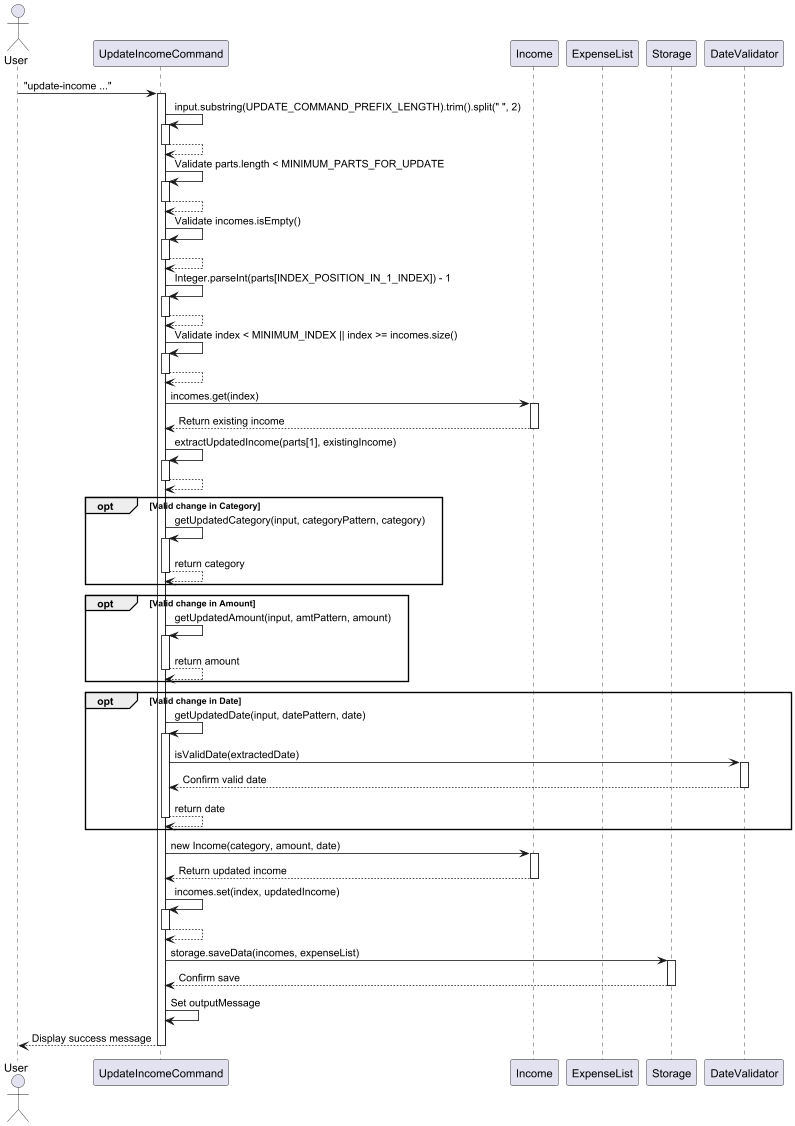 User
UpdateIncomeCommand
Income
ExpenseList
Storage
DateValidator
"update-income ..."
input.substring(UPDATE_COMMAND_PREFIX_LENGTH).trim().split(" ", 2)
Validate parts.length < MINIMUM_PARTS_FOR_UPDATE
Validate incomes.isEmpty()
Integer.parseInt(parts[INDEX_POSITION_IN_1_INDEX]) - 1
Validate index < MINIMUM_INDEX || index >= incomes.size()
incomes.get(index)
Return existing income
extractUpdatedIncome(parts[1], existingIncome)
opt [Valid change in Category]
getUpdatedCategory(input, categoryPattern, category)
return category
opt [Valid change in Amount]
getUpdatedAmount(input, amtPattern, amount)
return amount
opt [Valid change in Date]
getUpdatedDate(input, datePattern, date)
isValidDate(extractedDate)
Confirm valid date
return date
new Income(category, amount, date)
Return updated income
incomes.set(index, updatedIncome)
storage.saveData(incomes, expenseList)
Confirm save
Set outputMessage
Display success message
User
UpdateIncomeCommand
Income
ExpenseList
Storage
DateValidator